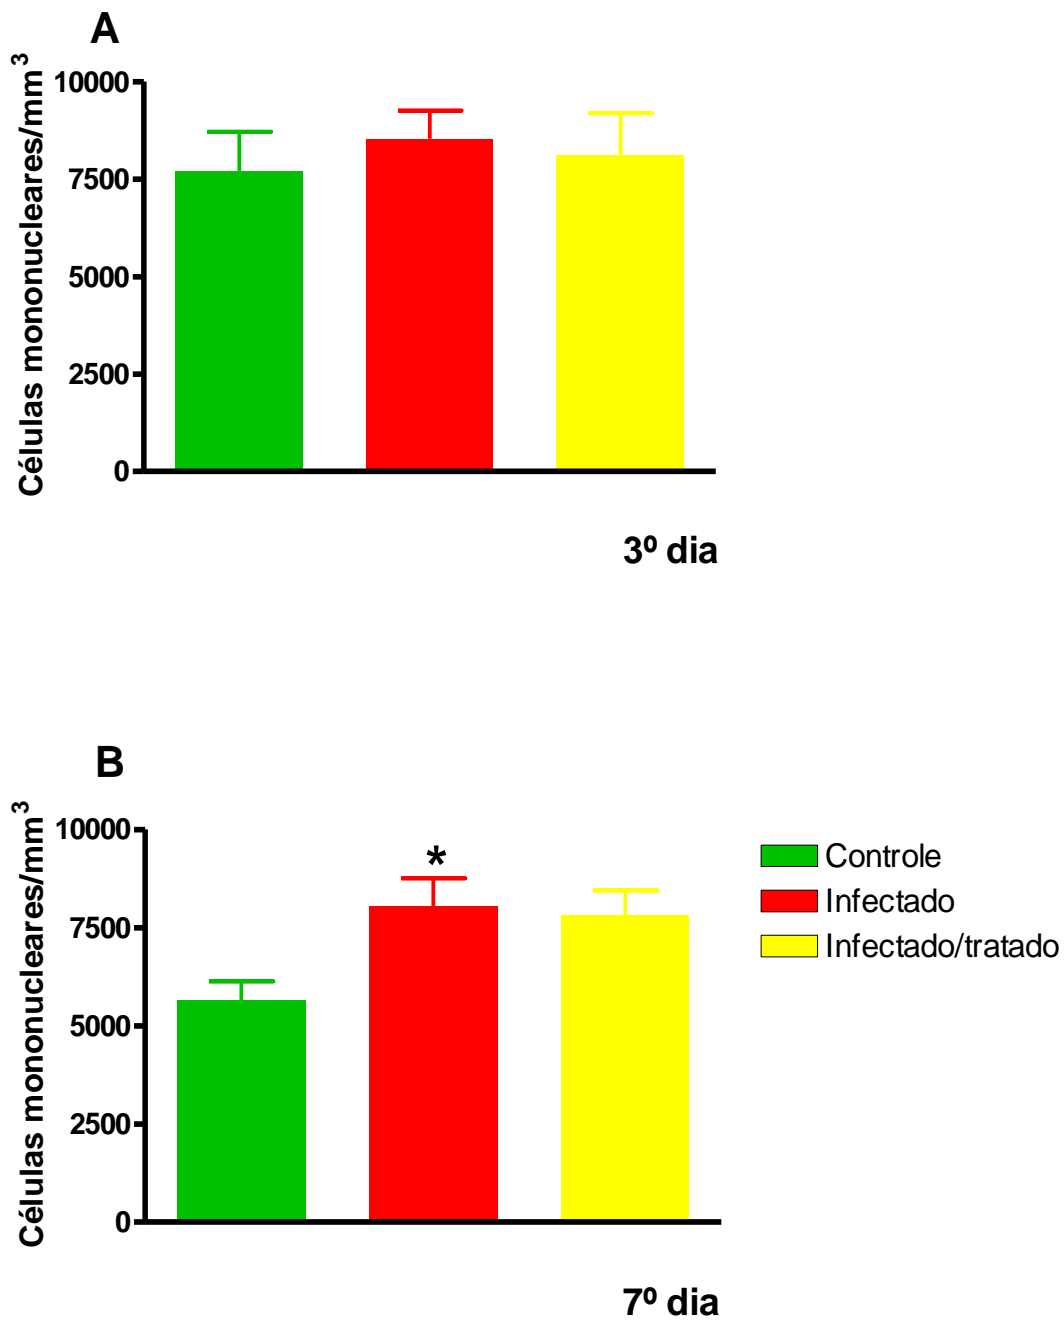 A
Células mononucleares/mm³
10000
7500
5000
2500
0
3º dia
B
Células mononucleares/mm³
10000
7500
5000
2500
0
*
Controle
Infectado
Infectado/tratado
7º dia